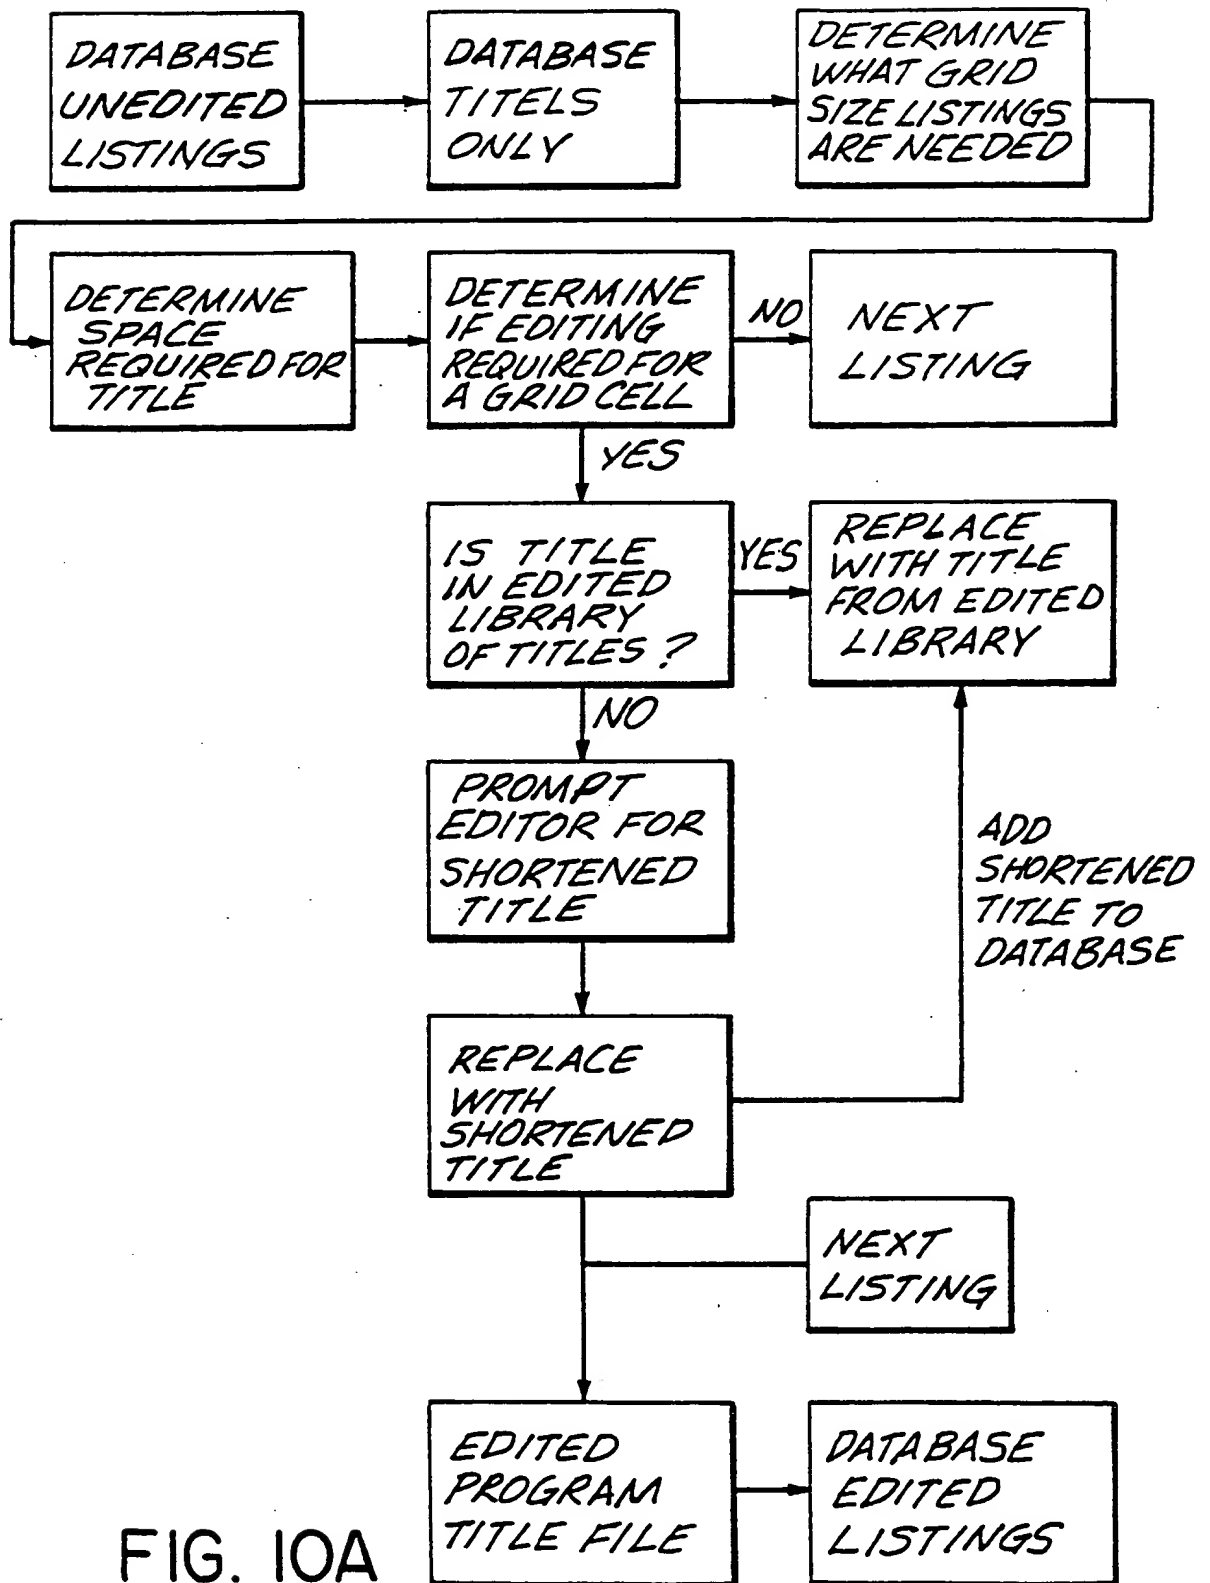 DATABASE
UNEDITED
LISTINGS
DATABASE
TITELS
ONLY
DETERMINE
WHAT GRID
SIZE LISTINGS
ARE NEEDED
DETERMINE
SPACE
REQUIRED FOR
TITLE
DETERMINE
IF EDITING
REQUIRED FOR
A GRID CELL
NO
NEXT
LISTING
YES
IS TITLE
IN EDITED
LIBRARY
OF TITLES?
YES
REPLACE
WITH TITLE
FROM EDITED
LIBRARY
NO
PROMPT
EDITOR FOR
SHORTENED
TITLE
ADD
SHORTENED
TITLE TO
DATABASE
REPLACE
WITH
SHORTENED
TITLE
NEXT
LISTING
EDITED
PROGRAM
TITLE FILE
DATABASE
EDITED
LISTINGS
FIG. 10A